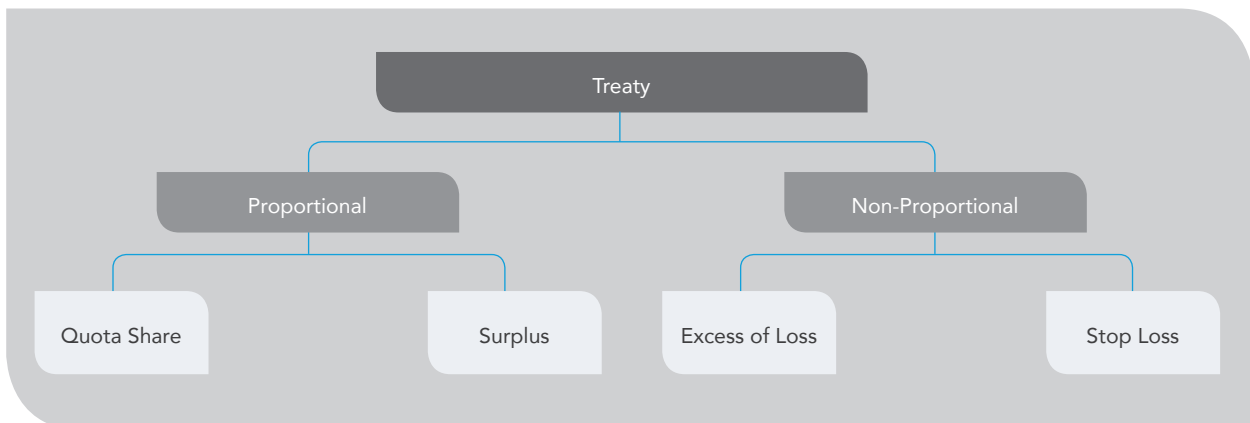 Treaty
Proportional
Non-Proportional
Quota Share
Surplus
Excess of Loss
Stop Loss